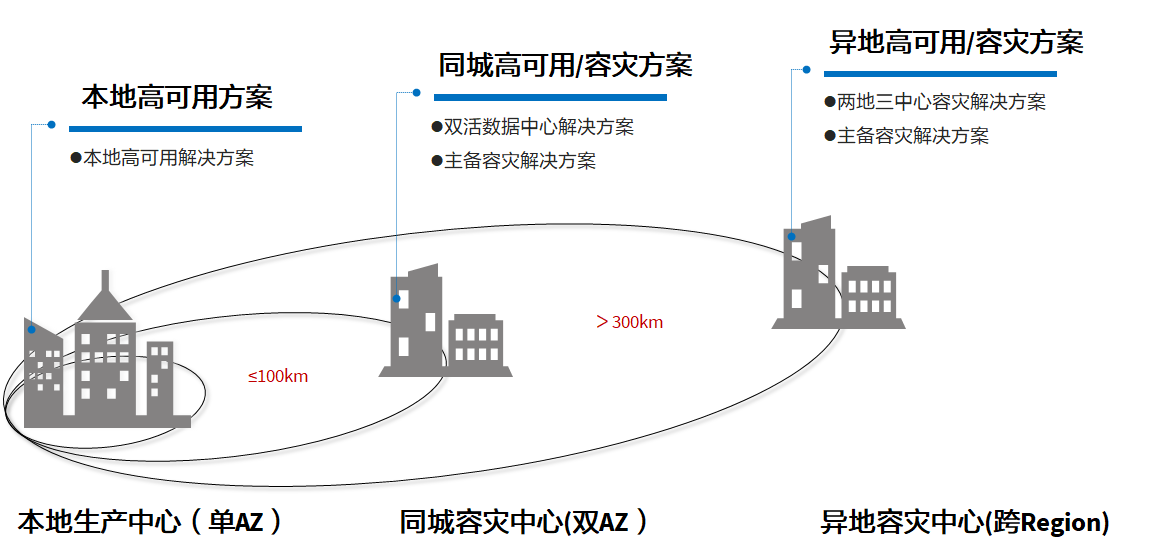 本地高可用方案
●本地高可用解决方案
同城高可用/容灾方案
●双活数据中心解决方案
●主备容灾解决方案
异地高可用/容灾方案
●两地三中心容灾解决方案
●主备容灾解决方案
≤100km
＞300km
本地生产中心（单AZ）
同城容灾中心(双AZ）
异地容灾中心(跨Region)